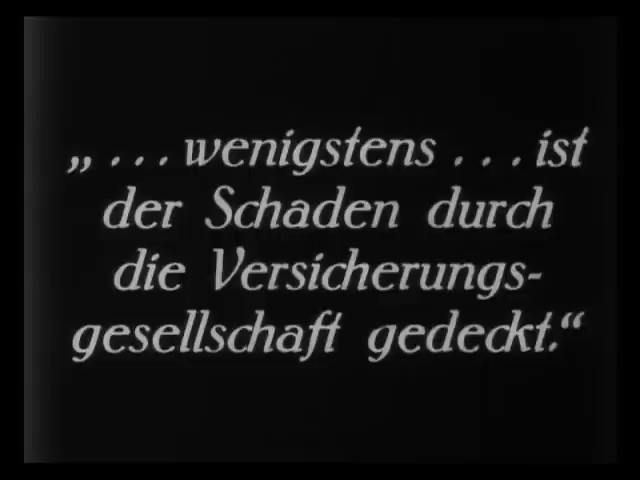 „ . . . wenigstens . . . ist
der Schaden durch
die Versicherungs-
gesellschaft gedeckt.“